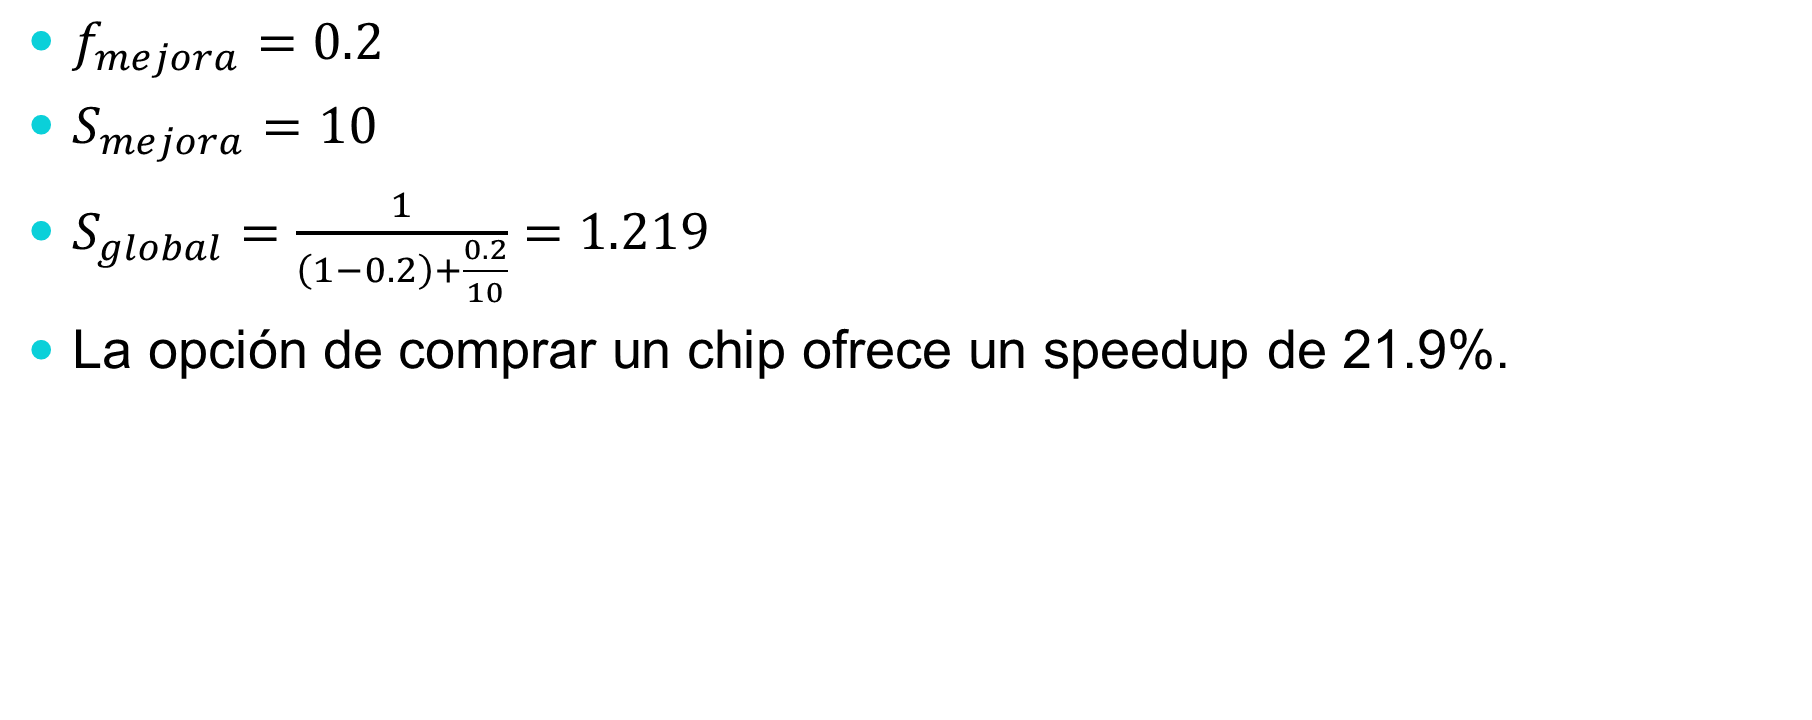 • f_mejora = 0.2
• S_mejora = 10
• S_global = 1 / ((1−0.2)+0.2/10) = 1.219
• La opción de comprar un chip ofrece un speedup de 21.9%.